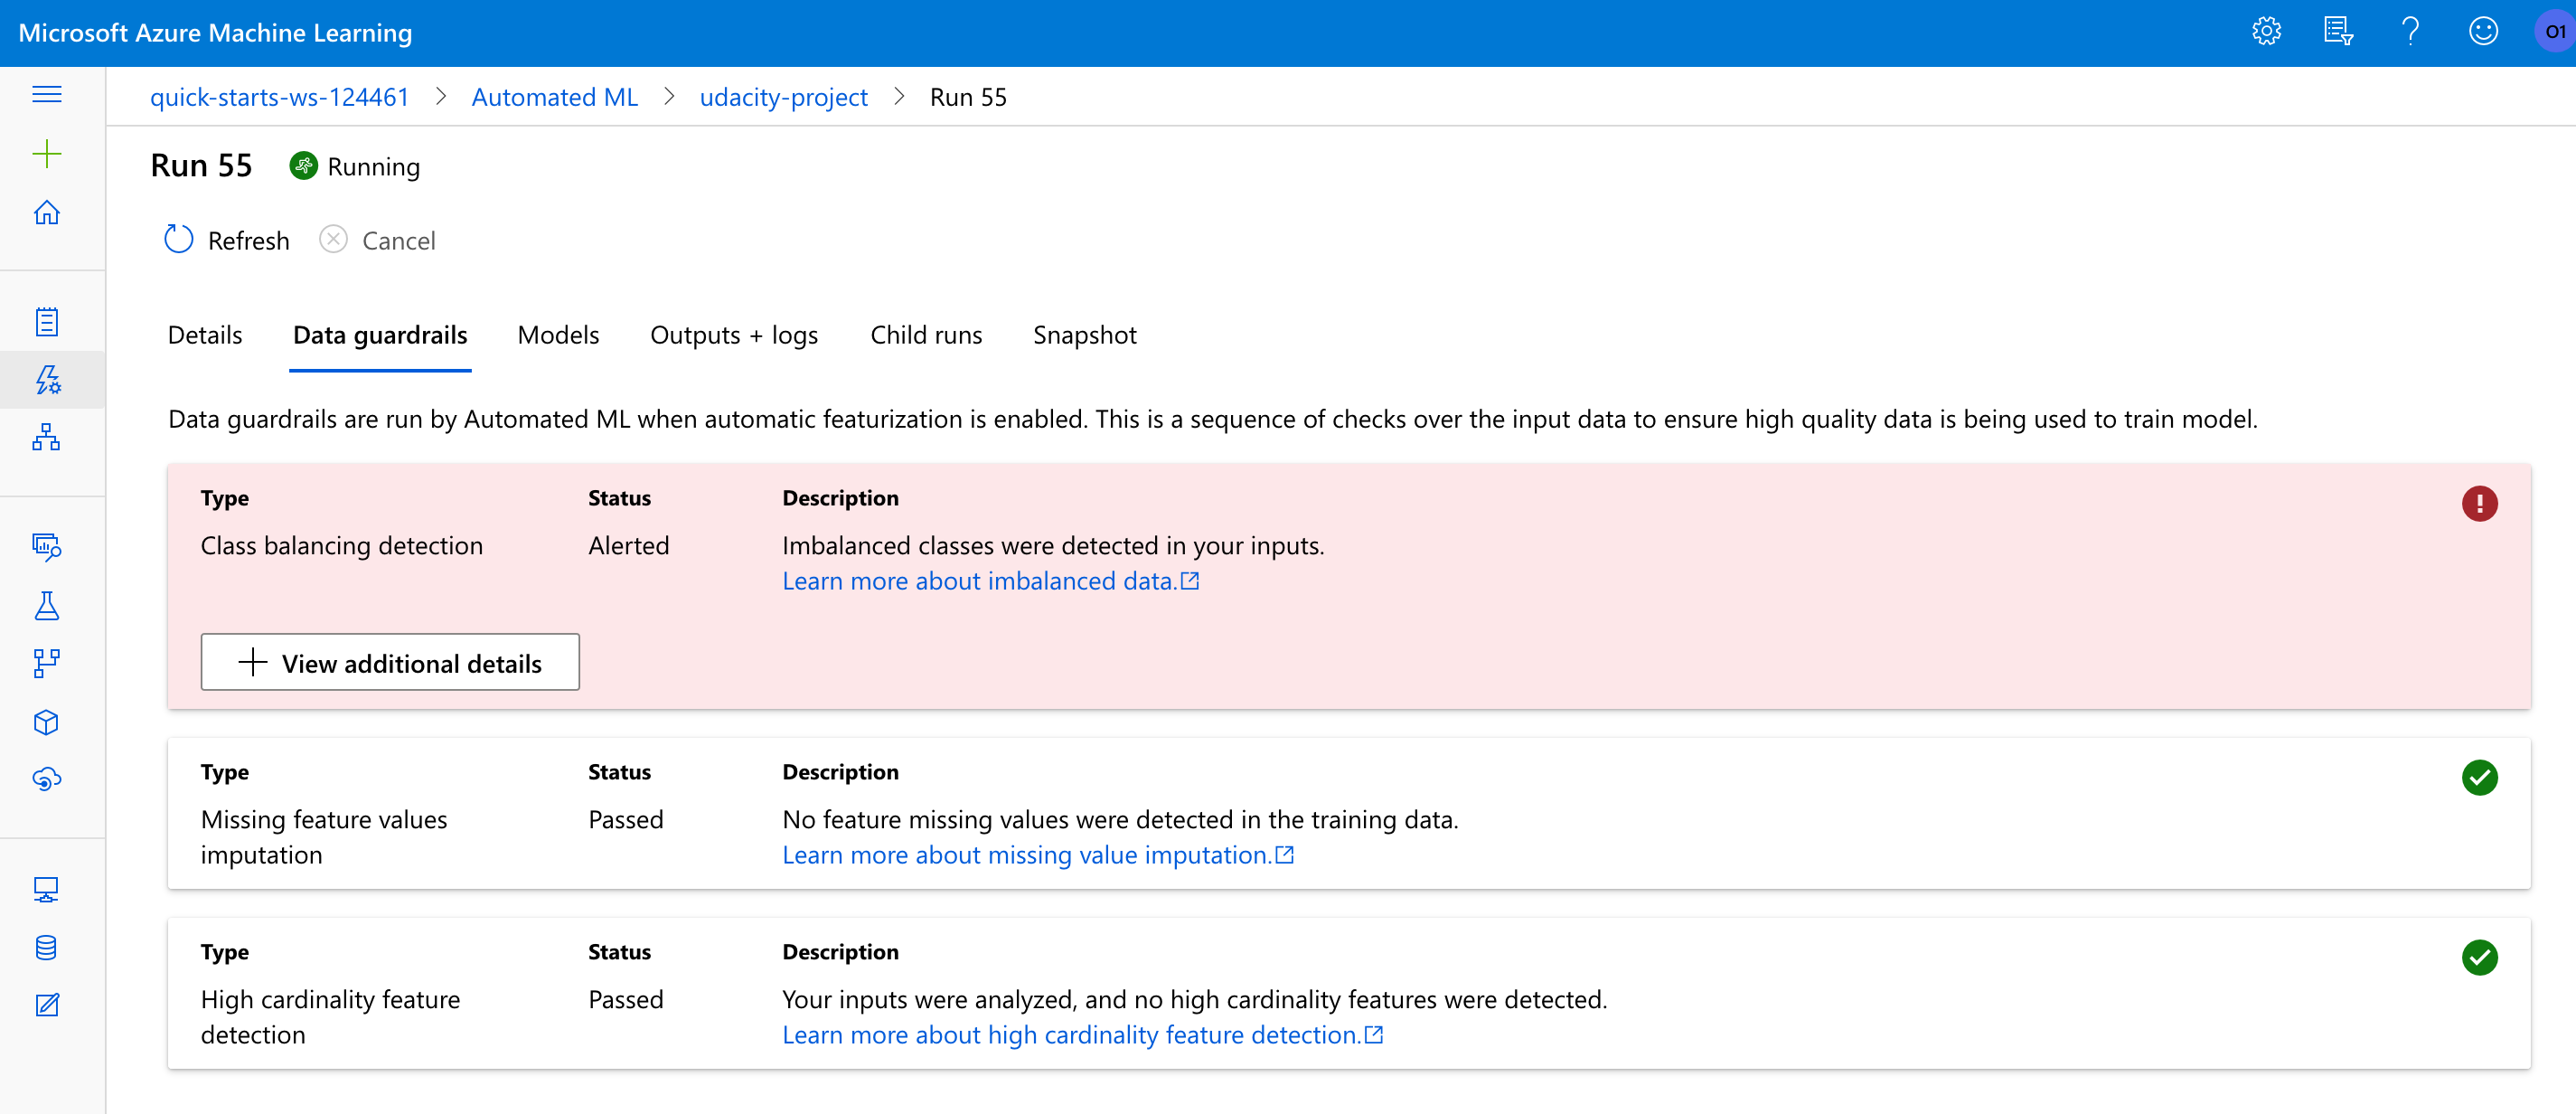 Microsoft Azure Machine Learning
01
quick-starts-ws-124461 > Automated ML > udacity-project > Run 55
Run 55 Running
Refresh Cancel
Details Data guardrails Models Outputs + logs Child runs Snapshot
Data guardrails are run by Automated ML when automatic featurization is enabled. This is a sequence of checks over the input data to ensure high quality data is being used to train model.
Type Status Description
Class balancing detection Alerted Imbalanced classes were detected in your inputs.
Learn more about imbalanced data.
View additional details
Type Status Description
Missing feature values Passed No feature missing values were detected in the training data.
imputation Learn more about missing value imputation.
Type Status Description
High cardinality feature Passed Your inputs were analyzed, and no high cardinality features were detected.
detection Learn more about high cardinality feature detection.